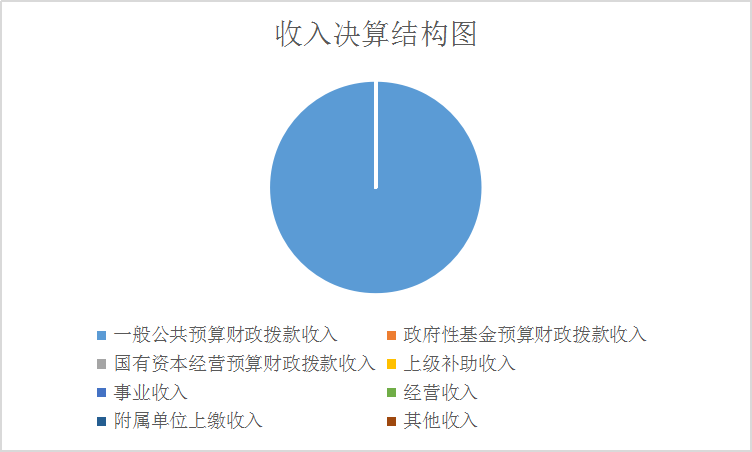 收入决算结构图
一般公共预算财政拨款收入
政府性基金预算财政拨款收入
国有资本经营预算财政拨款收入
上级补助收入
事业收入
经营收入
附属单位上缴收入
其他收入